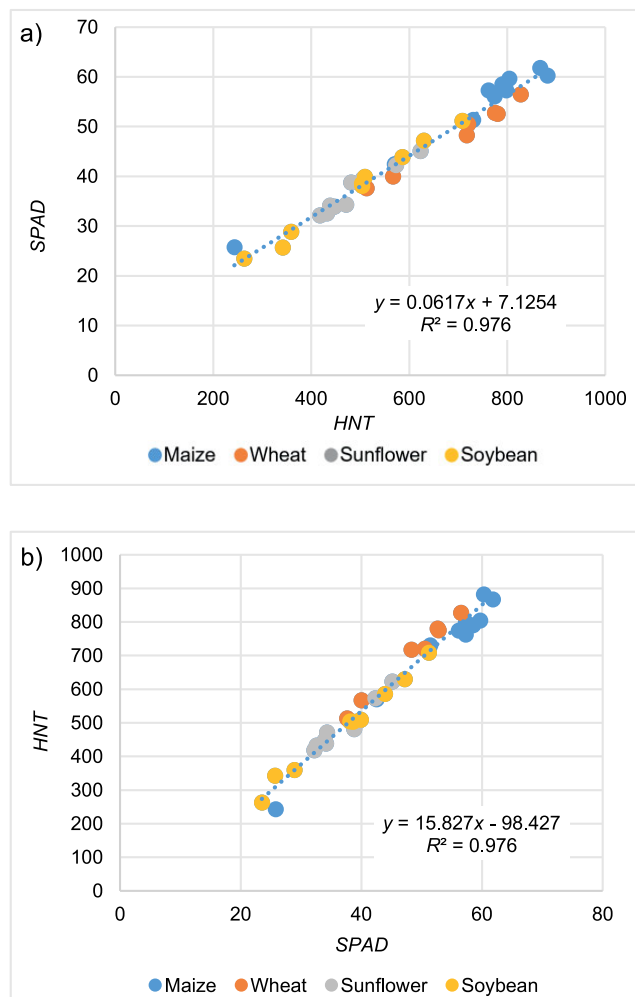 a)
70
60
50
40
30
20
10
0
SPAD
y = 0.0617x + 7.1254
R² = 0.976
0 200 400 600 800 1000
HNT
Maize Wheat Sunflower Soybean
b)
1000
900
800
700
600
500
400
300
200
100
0
HNT
y = 15.827x - 98.427
R² = 0.976
0 20 40 60 80
SPAD
Maize Wheat Sunflower Soybean